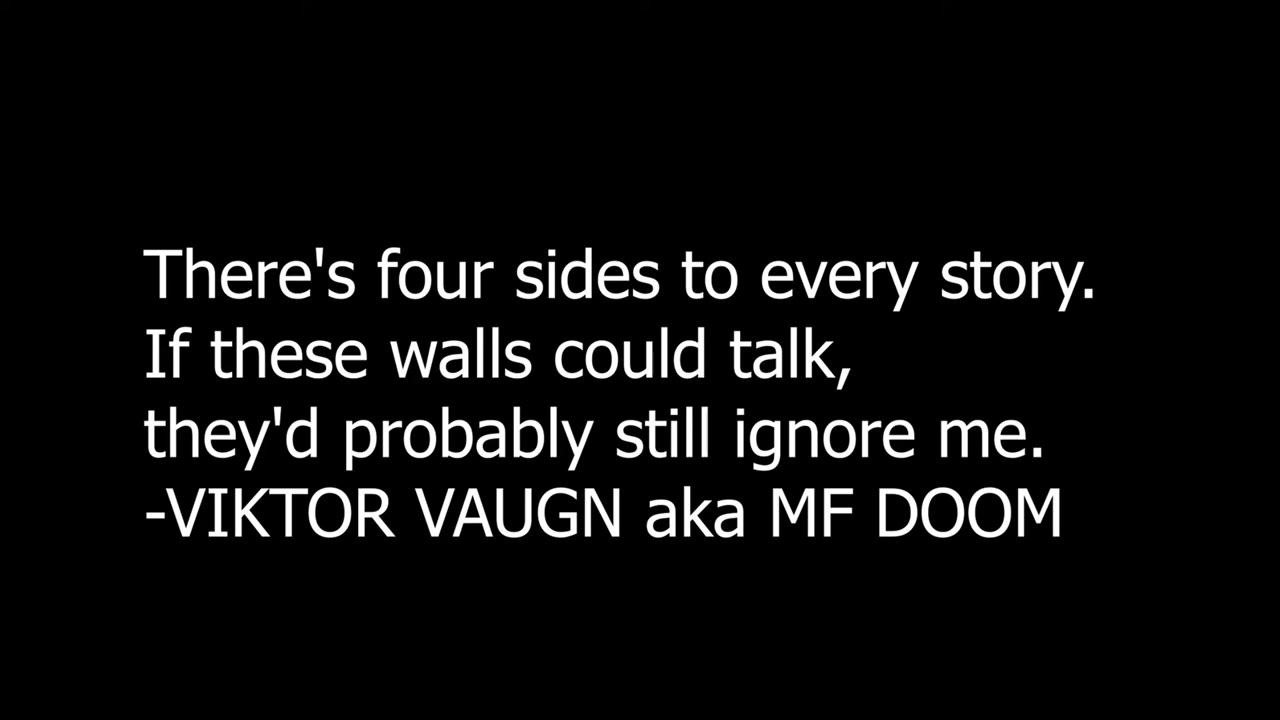 There's four sides to every story.
If these walls could talk,
they'd probably still ignore me.
-VIKTOR VAUGN aka MF DOOM